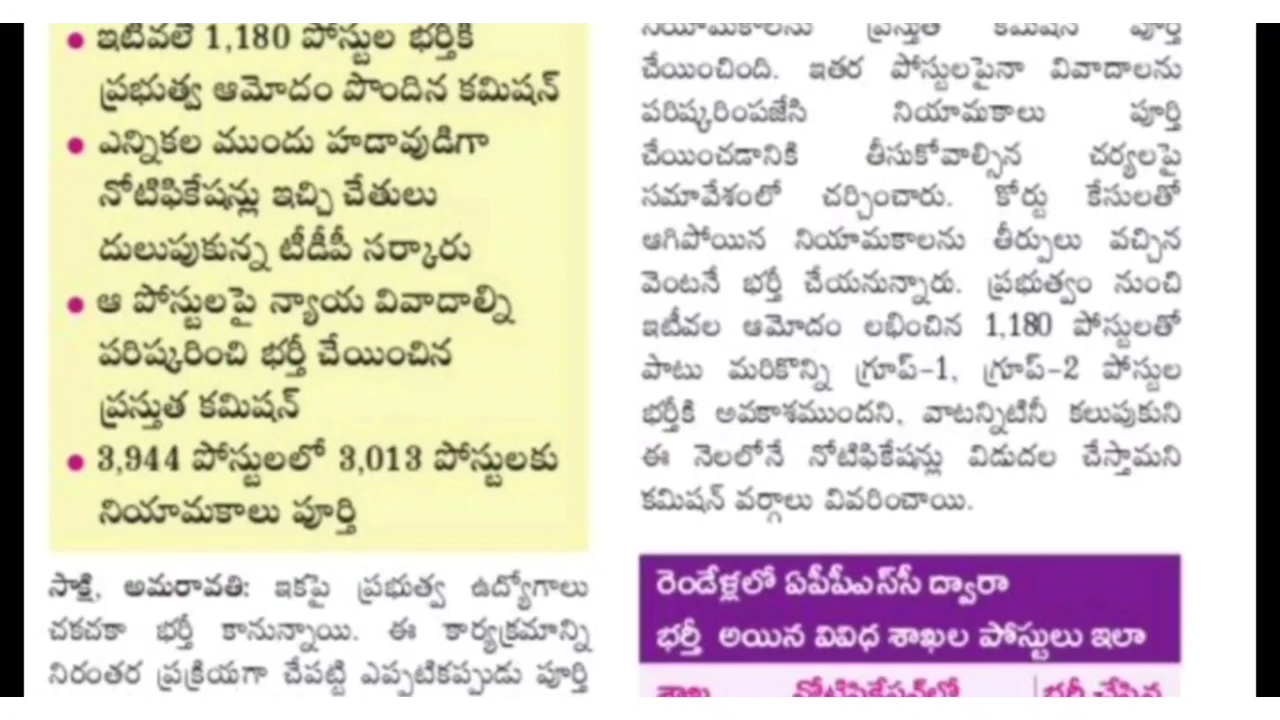 • ఇటీవలే 1,180 పోస్టుల భర్తీకి
ప్రభుత్వ ఆమోదం పొందిన కమిషన్
• ఎన్నికల ముందు హడావుడిగా
నోటిఫికేషన్లు ఇచ్చి చేతులు
దులుపుకున్న టీడీపీ సర్కారు
• ఆ పోస్టులపై న్యాయ వివాదాల్ని
పరిష్కరించి భర్తీ చేయించిన
ప్రస్తుత కమిషన్
• 3,944 పోస్టులలో 3,013 పోస్టులకు
నియామకాలు పూర్తి
సాక్షి, అమరావతి: ఇకపై ప్రభుత్వ ఉద్యోగాలు
చకచకా భర్తీ కానున్నాయి. ఈ కార్యక్రమాన్ని
నిరంతర ప్రక్రియగా చేపట్టి ఎప్పటికప్పుడు పూర్తి
నియామకాలను ప్రస్తుత కమిషన్ పూర్తి
చేయించింది. ఇతర పోస్టులపైనా వివాదాలను
పరిష్కరింపజేసి నియామకాలు పూర్తి
చేయించడానికి తీసుకోవాల్సిన చర్యలపై
సమావేశంలో చర్చించారు. కోర్టు కేసులతో
ఆగిపోయిన నియామకాలను తీర్పులు వచ్చిన
వెంటనే భర్తీ చేయనున్నారు. ప్రభుత్వం నుంచి
ఇటీవల ఆమోదం లభించిన 1,180 పోస్టులతో
పాటు మరికొన్ని గ్రూప్-1, గ్రూప్-2 పోస్టుల
భర్తీకి అవకాశముందని, వాటన్నిటినీ కలుపుకుని
ఈ నెలలోనే నోటిఫికేషన్లు విడుదల చేస్తామని
కమిషన్ వర్గాలు వివరించాయి.
రెండేళ్లలో ఏపీపీఎస్‌సీ ద్వారా
భర్తీ అయిన వివిధ శాఖల పోస్టులు ఇలా
శాఖ నోటిఫికేషన్‌లో భర్తీ చేసిన